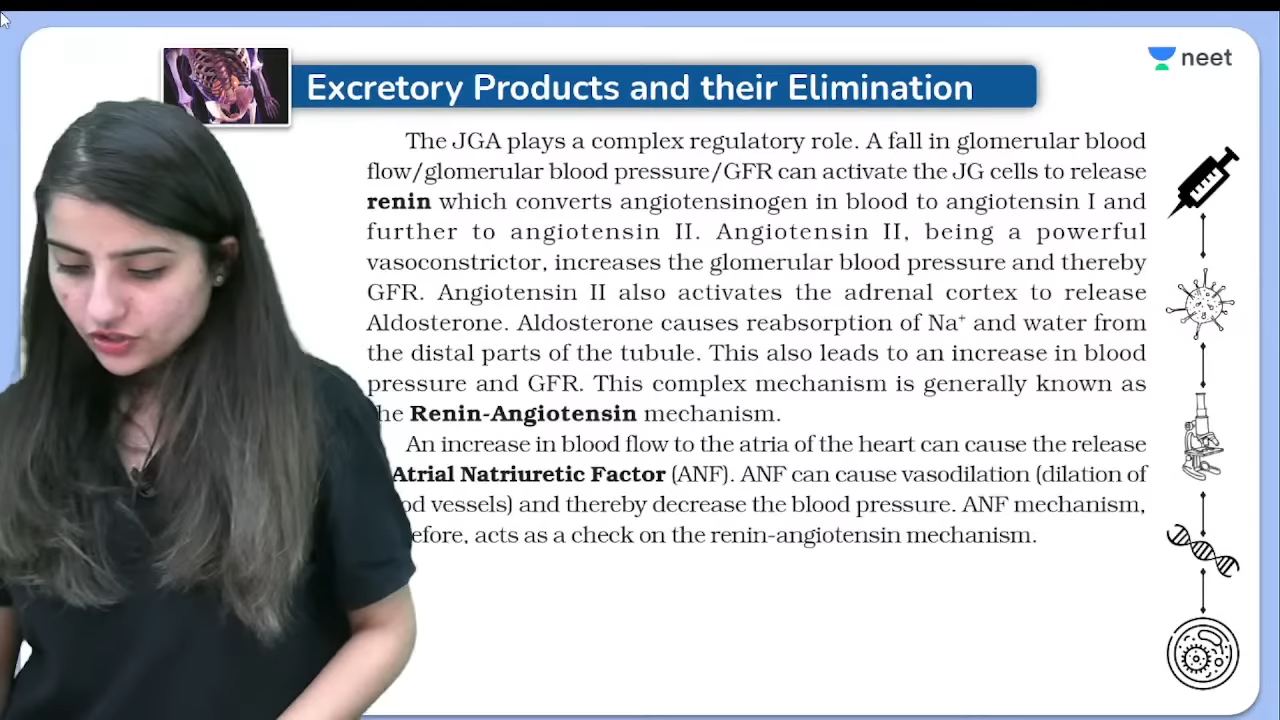 neet
Excretory Products and their Elimination
The JGA plays a complex regulatory role. A fall in glomerular blood
flow/glomerular blood pressure/GFR can activate the JG cells to release
renin which converts angiotensinogen in blood to angiotensin I and
further to angiotensin II. Angiotensin II, being a powerful
vasoconstrictor, increases the glomerular blood pressure and thereby
GFR. Angiotensin II also activates the adrenal cortex to release
Aldosterone. Aldosterone causes reabsorption of Na⁺ and water from
the distal parts of the tubule. This also leads to an increase in blood
pressure and GFR. This complex mechanism is generally known as
he Renin-Angiotensin mechanism.
An increase in blood flow to the atria of the heart can cause the release
Atrial Natriuretic Factor (ANF). ANF can cause vasodilation (dilation of
od vessels) and thereby decrease the blood pressure. ANF mechanism,
efore, acts as a check on the renin-angiotensin mechanism.